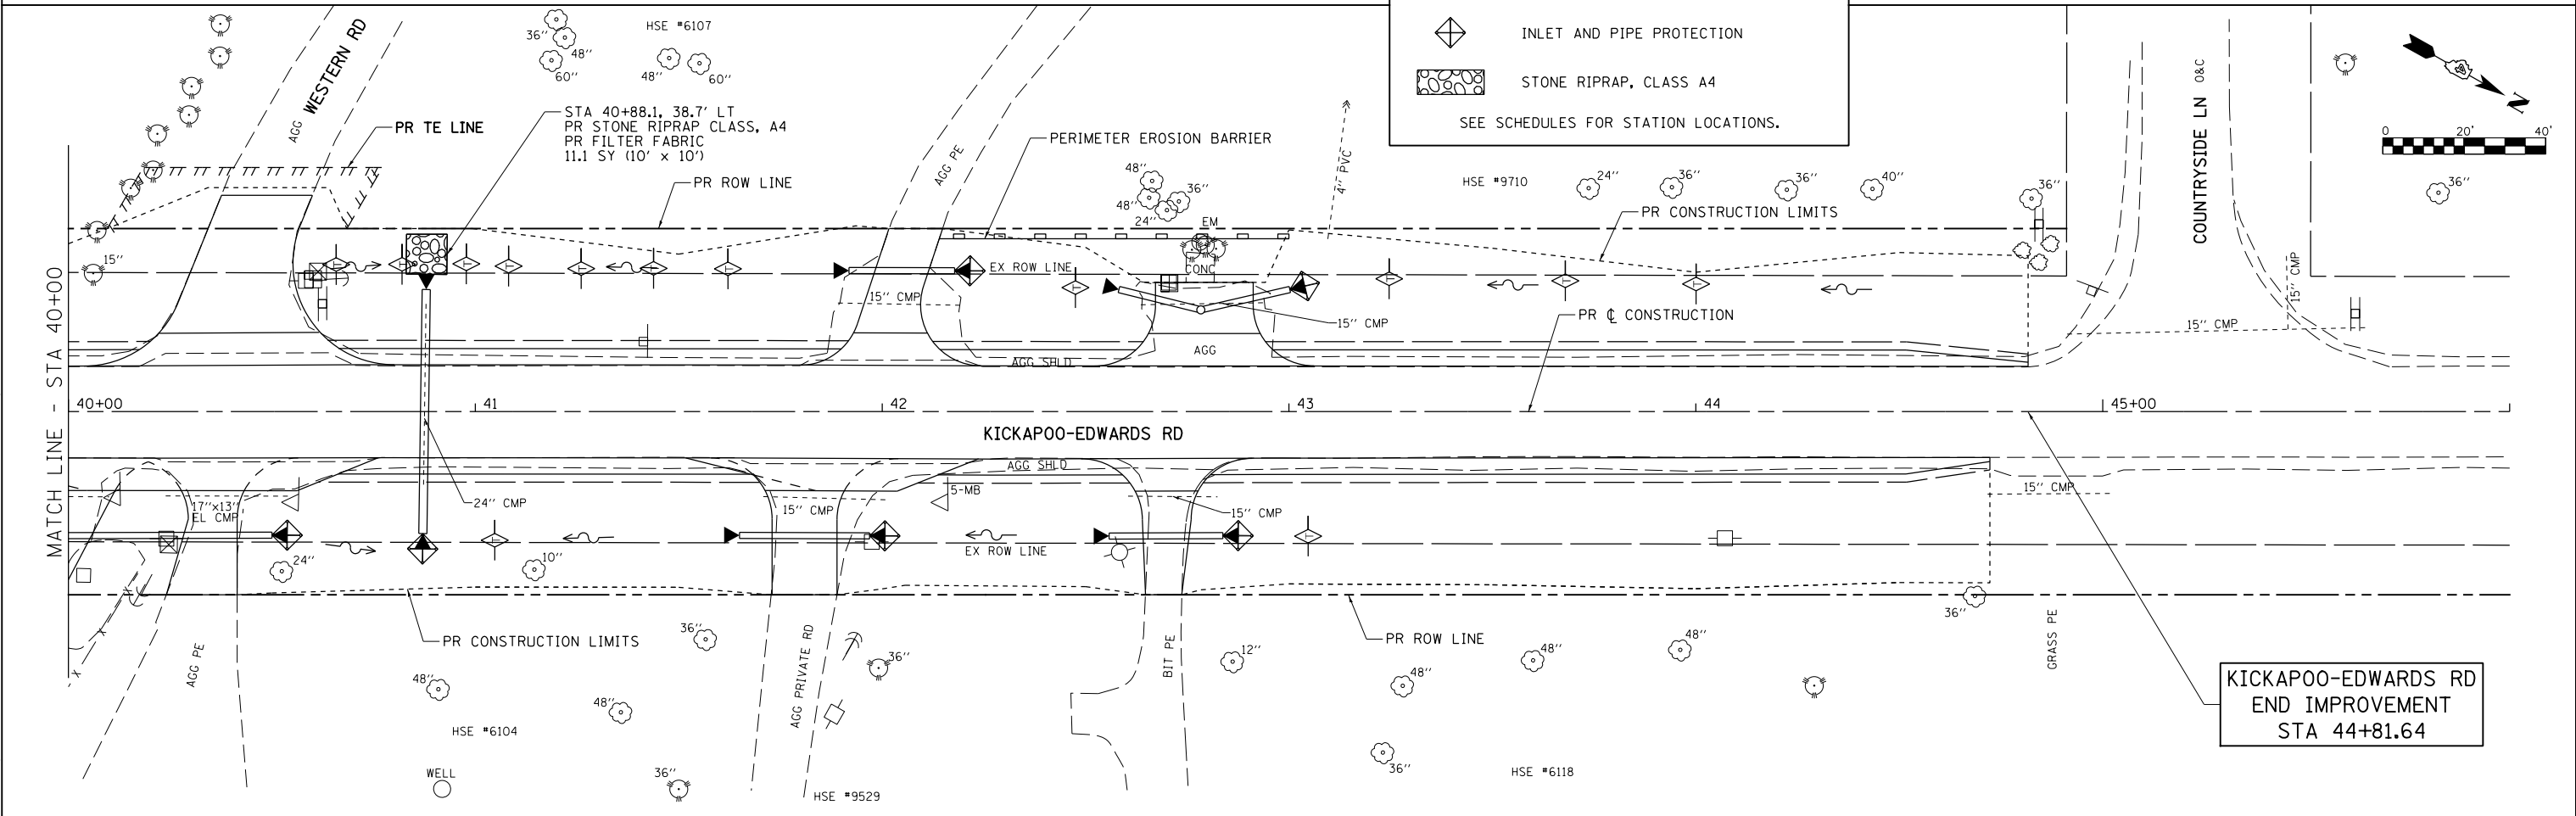 INLET AND PIPE PROTECTION
STONE RIPRAP, CLASS A4
SEE SCHEDULES FOR STATION LOCATIONS.
0 20' 40'
N
HSE #6107
36''
48''
60''
48''
60''
WESTERN RD
AGG
PR TE LINE
STA 40+88.1, 38.7' LT
PR STONE RIPRAP CLASS, A4
PR FILTER FABRIC
11.1 SY (10' x 10')
PR ROW LINE
AGG PE
PERIMETER EROSION BARRIER
48''
48''
36''
24''
EM
4'' PVC
HSE #9710
24''
36''
36''
40''
36''
PR CONSTRUCTION LIMITS
COUNTRYSIDE LN O&C
36''
15''
EX ROW LINE
CONC
15'' CMP
15'' CMP
PR ℄ CONSTRUCTION
15'' CMP
15'' CMP
AGG
AGG SHLD
MATCH LINE - STA 40+00
40+00
41
42
43
44
45+00
KICKAPOO-EDWARDS RD
AGG SHLD
17''x13''
EL CMP
24'' CMP
15'' CMP
5-MB
15'' CMP
15'' CMP
EX ROW LINE
24''
10''
PR CONSTRUCTION LIMITS
PR ROW LINE
36''
AGG PE
36''
AGG PRIVATE RD
36''
BIT PE
12''
48''
48''
48''
GRASS PE
48''
48''
HSE #6104
WELL
36''
HSE #9529
36''
HSE #6118
KICKAPOO-EDWARDS RD
END IMPROVEMENT
STA 44+81.64